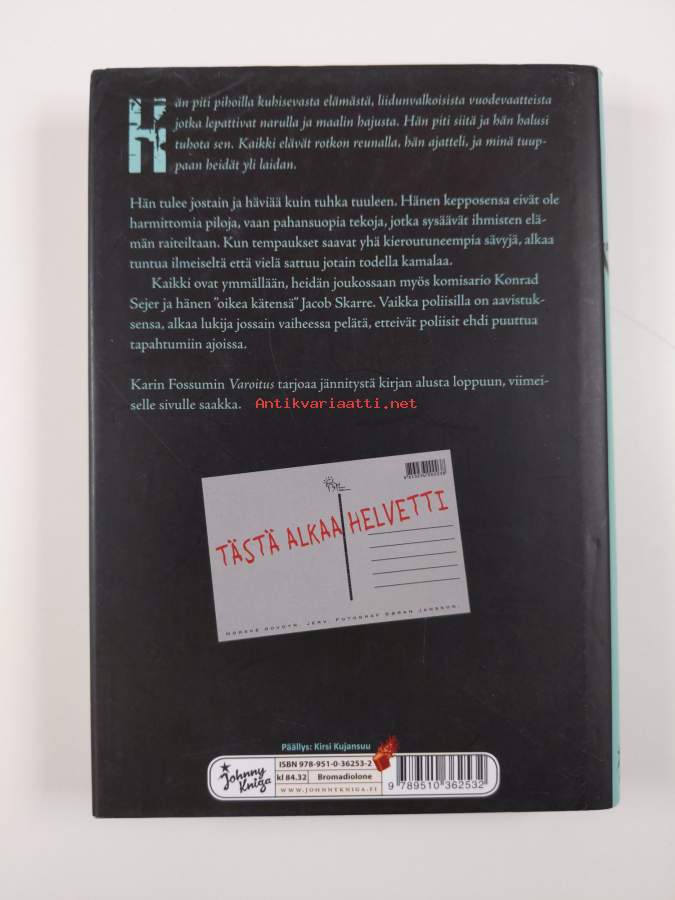 Hän piti pihoilla kuhisevasta elämästä, liidunvalkoisista vuodevaatteista
jotka lepattivat narulla ja maalin hajusta. Hän piti siitä ja hän halusi
tuhota sen. Kaikki elävät rotkon reunalla, hän ajatteli, ja minä tuup-
paan heidät yli laidan.
Hän tulee jostain ja häviää kuin tuhka tuuleen. Hänen kepposensa eivät ole
harmittomia piloja, vaan pahansuopia tekoja, jotka sysäävät ihmisten elä-
män raiteiltaan. Kun tempaukset saavat yhä kieroutuneempia sävyjä, alkaa
tuntua ilmeiseltä että vielä sattuu jotain todella kamalaa.
Kaikki ovat ymmällään, heidän joukossaan myös komisario Konrad
Sejer ja hänen ”oikea kätensä” Jacob Skarre. Vaikka poliisilla on aavistuk-
sensa, alkaa lukija jossain vaiheessa pelätä, etteivät poliisit ehdi puuttua
tapahtumiin ajoissa.
Karin Fossumin Varoitus tarjoaa jännitystä kirjan alusta loppuun, viimei-
selle sivulle saakka.
Antikvariaatti.net
TÄSTÄ ALKAA HELVETTI
Norske rovdyr. Jerv. Fotograf Gøran Jansson.
Päällys: Kirsi Kujansuu
Johnny
Kniga
ISBN 978-951-0-36253-2
kl 84.32 Bromadiolone
WWW.JOHNNYKNIGA.FI
9 789510 362532